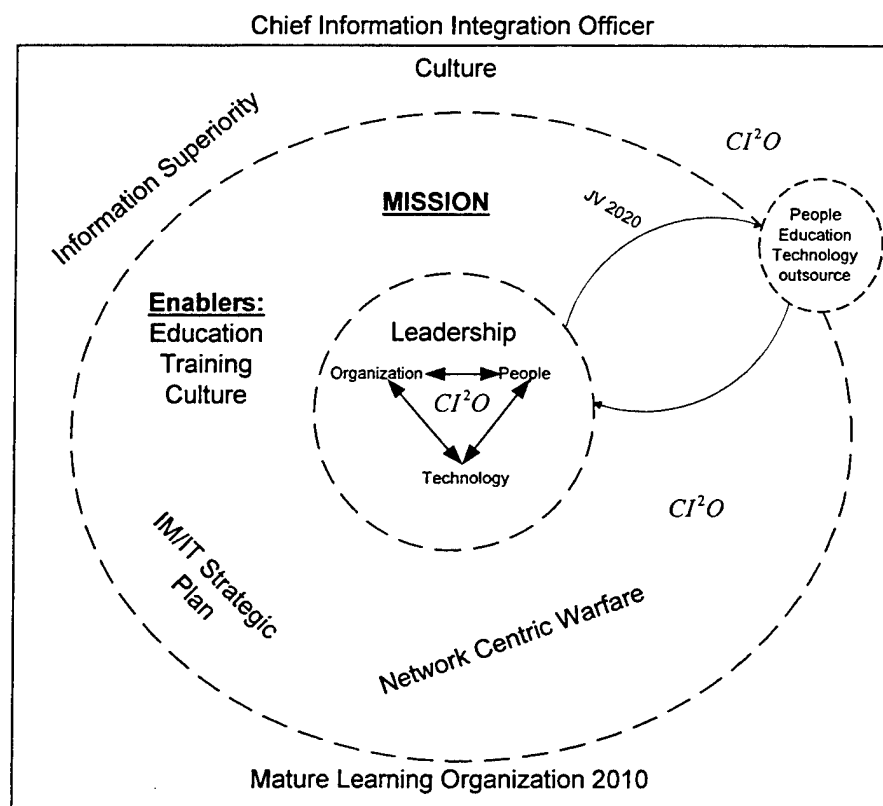 Chief Information Integration Officer
Culture
Information Superiority
CI²O
MISSION
JV 2020
People
Education
Technology
outsource
Enablers:
Education
Training
Culture
Leadership
Organization
People
CI²O
Technology
CI²O
IM/IT Strategic
Plan
Network Centric Warfare
Mature Learning Organization 2010